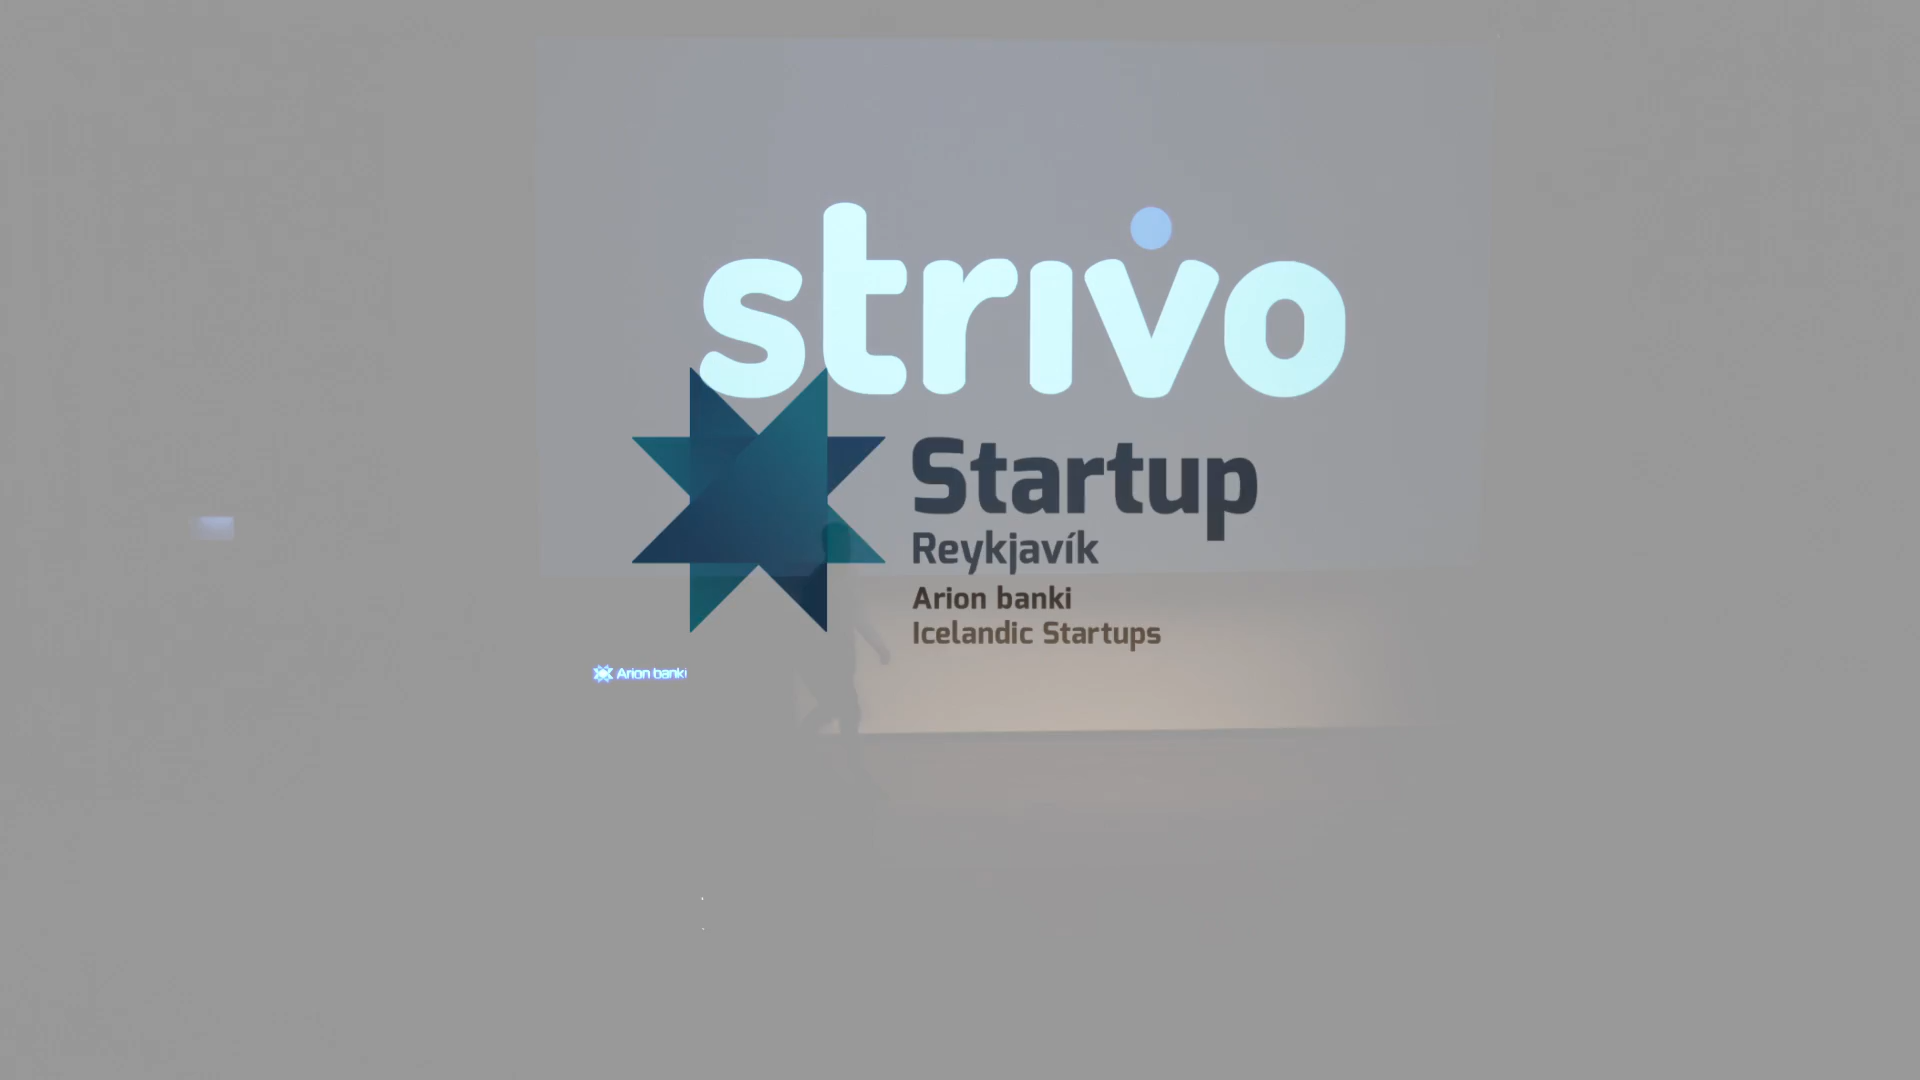 strivo
Startup
Reykjavík
Arion banki
Icelandic Startups
Arion banki